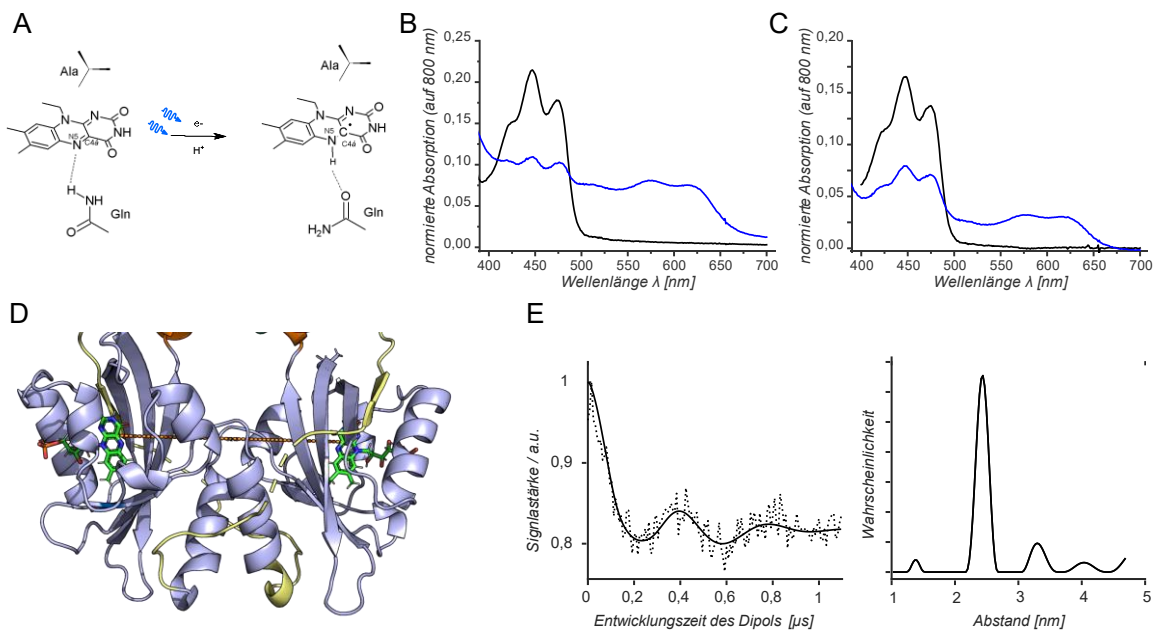 A
Ala
N
N
O
NH
N5
N
C4a
O
H
NH
O
Gln
e-
H⁺
Ala
N
N
O
NH
N5
N
C
C4a
O
H
O
H₂N
Gln
B
normierte Absorption (auf 800 nm)
0,25
0,20
0,15
0,10
0,05
0,00
400 450 500 550 600 650 700
Wellenlänge λ [nm]
C
normierte Absorption (auf 800 nm)
0,20
0,15
0,10
0,05
0,00
400 450 500 550 600 650 700
Wellenlänge λ [nm]
D
E
Signlastärke / a.u.
1
0,9
0,8
0 0,2 0,4 0,6 0,8 1
Entwicklungszeit des Dipols [µs]
Wahrscheinlichkeit
1 2 3 4 5
Abstand [nm]